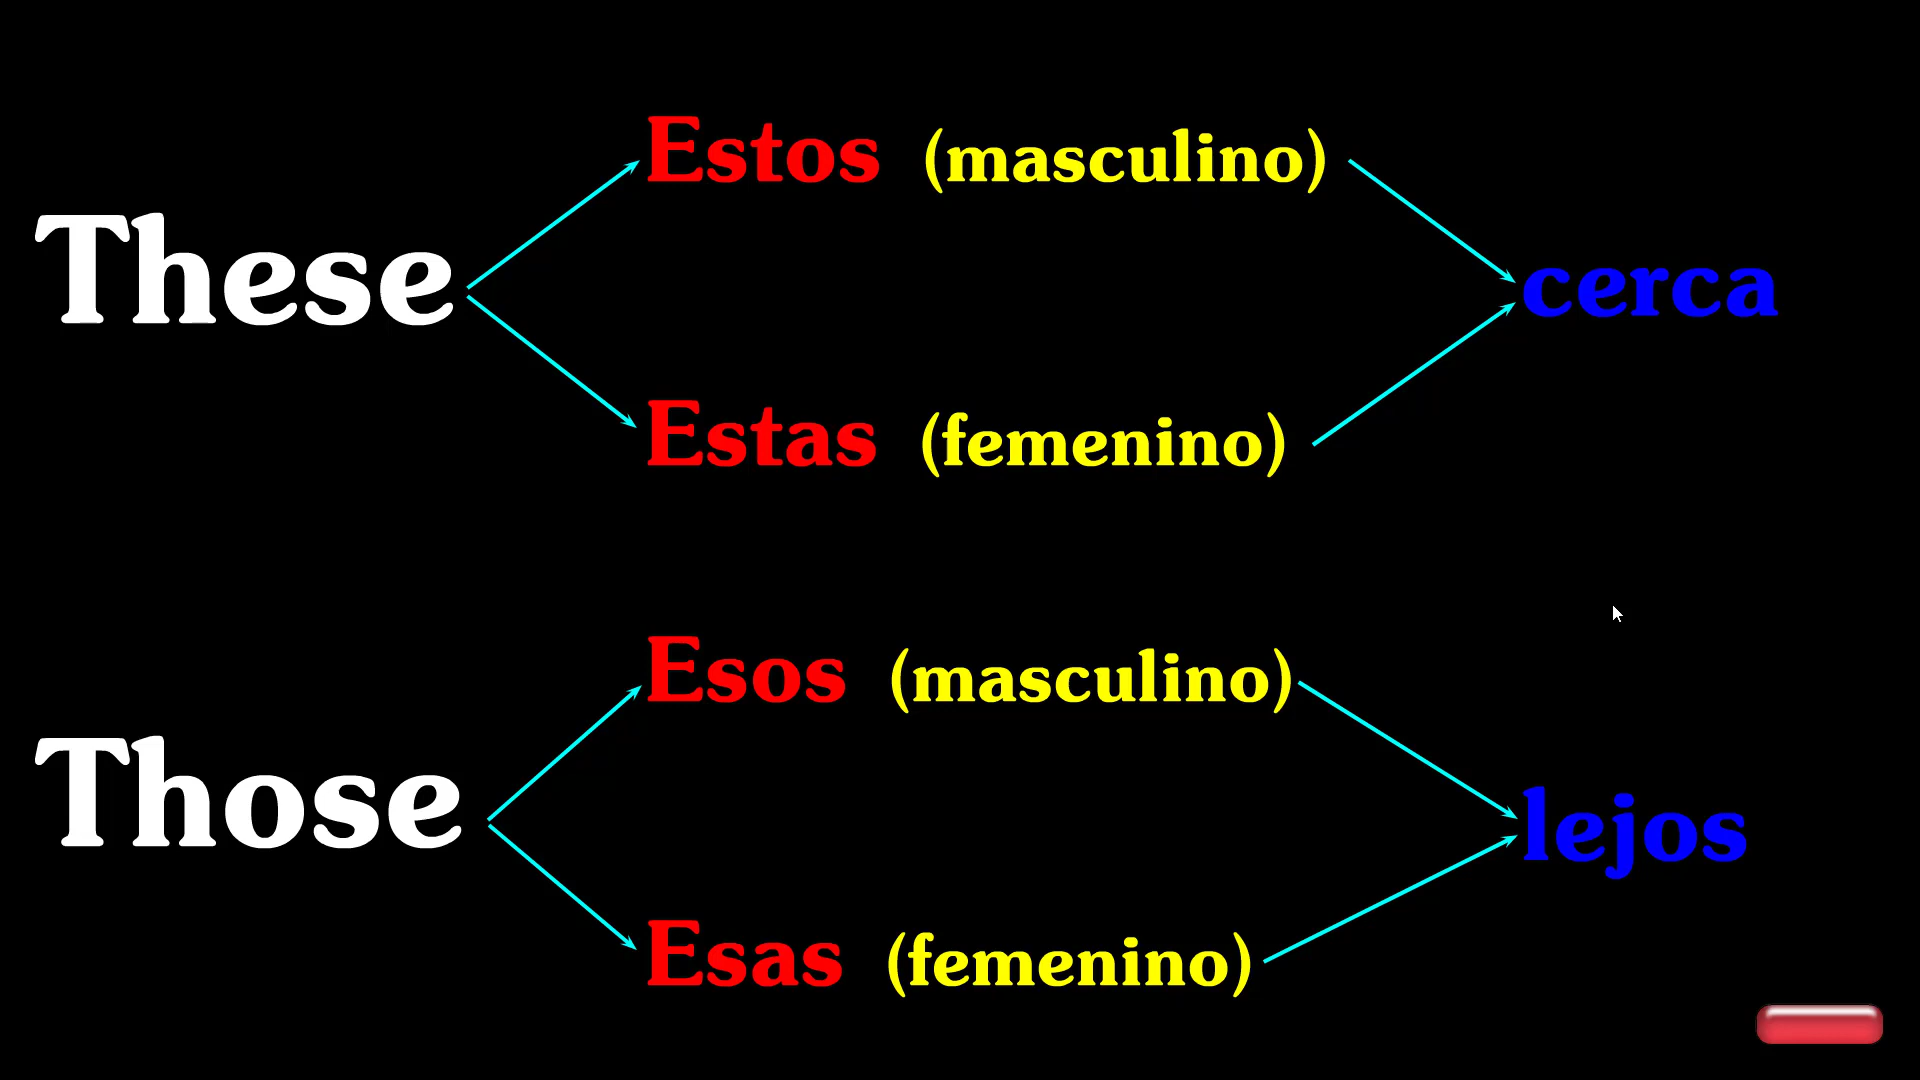 Estos (masculino)
These
cerca
Estas (femenino)
Esos (masculino)
Those
lejos
Esas (femenino)